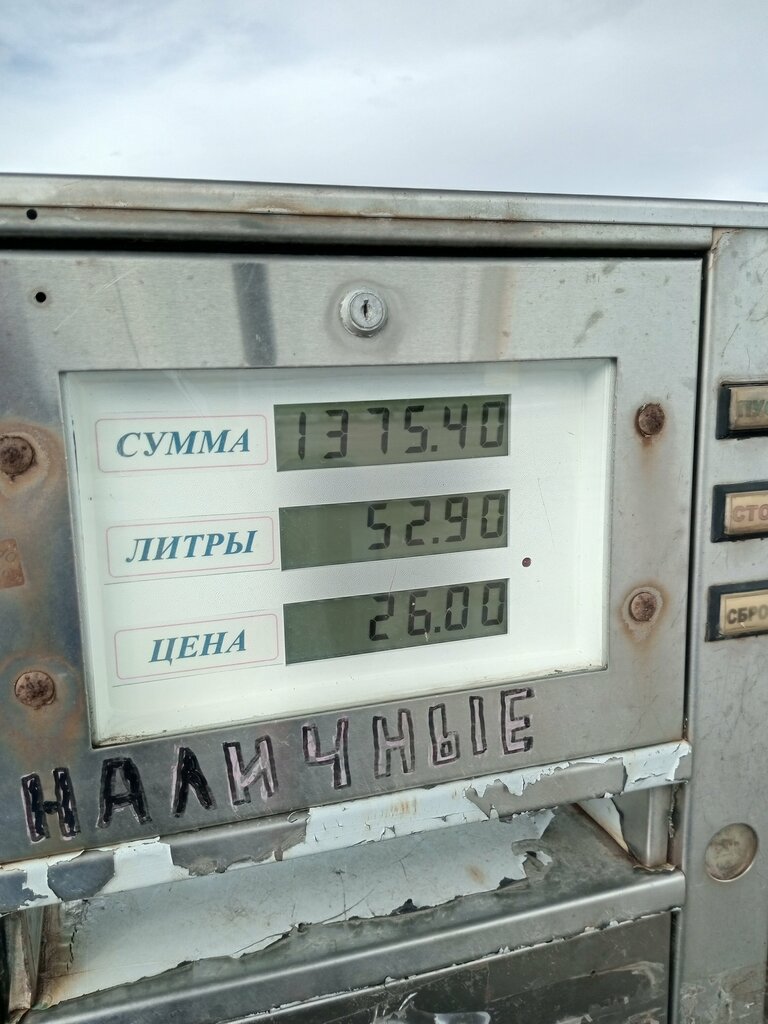 СУММА 1375.40
ЛИТРЫ 52.90
ЦЕНА 26.00
НАЛИЧНЫЕ